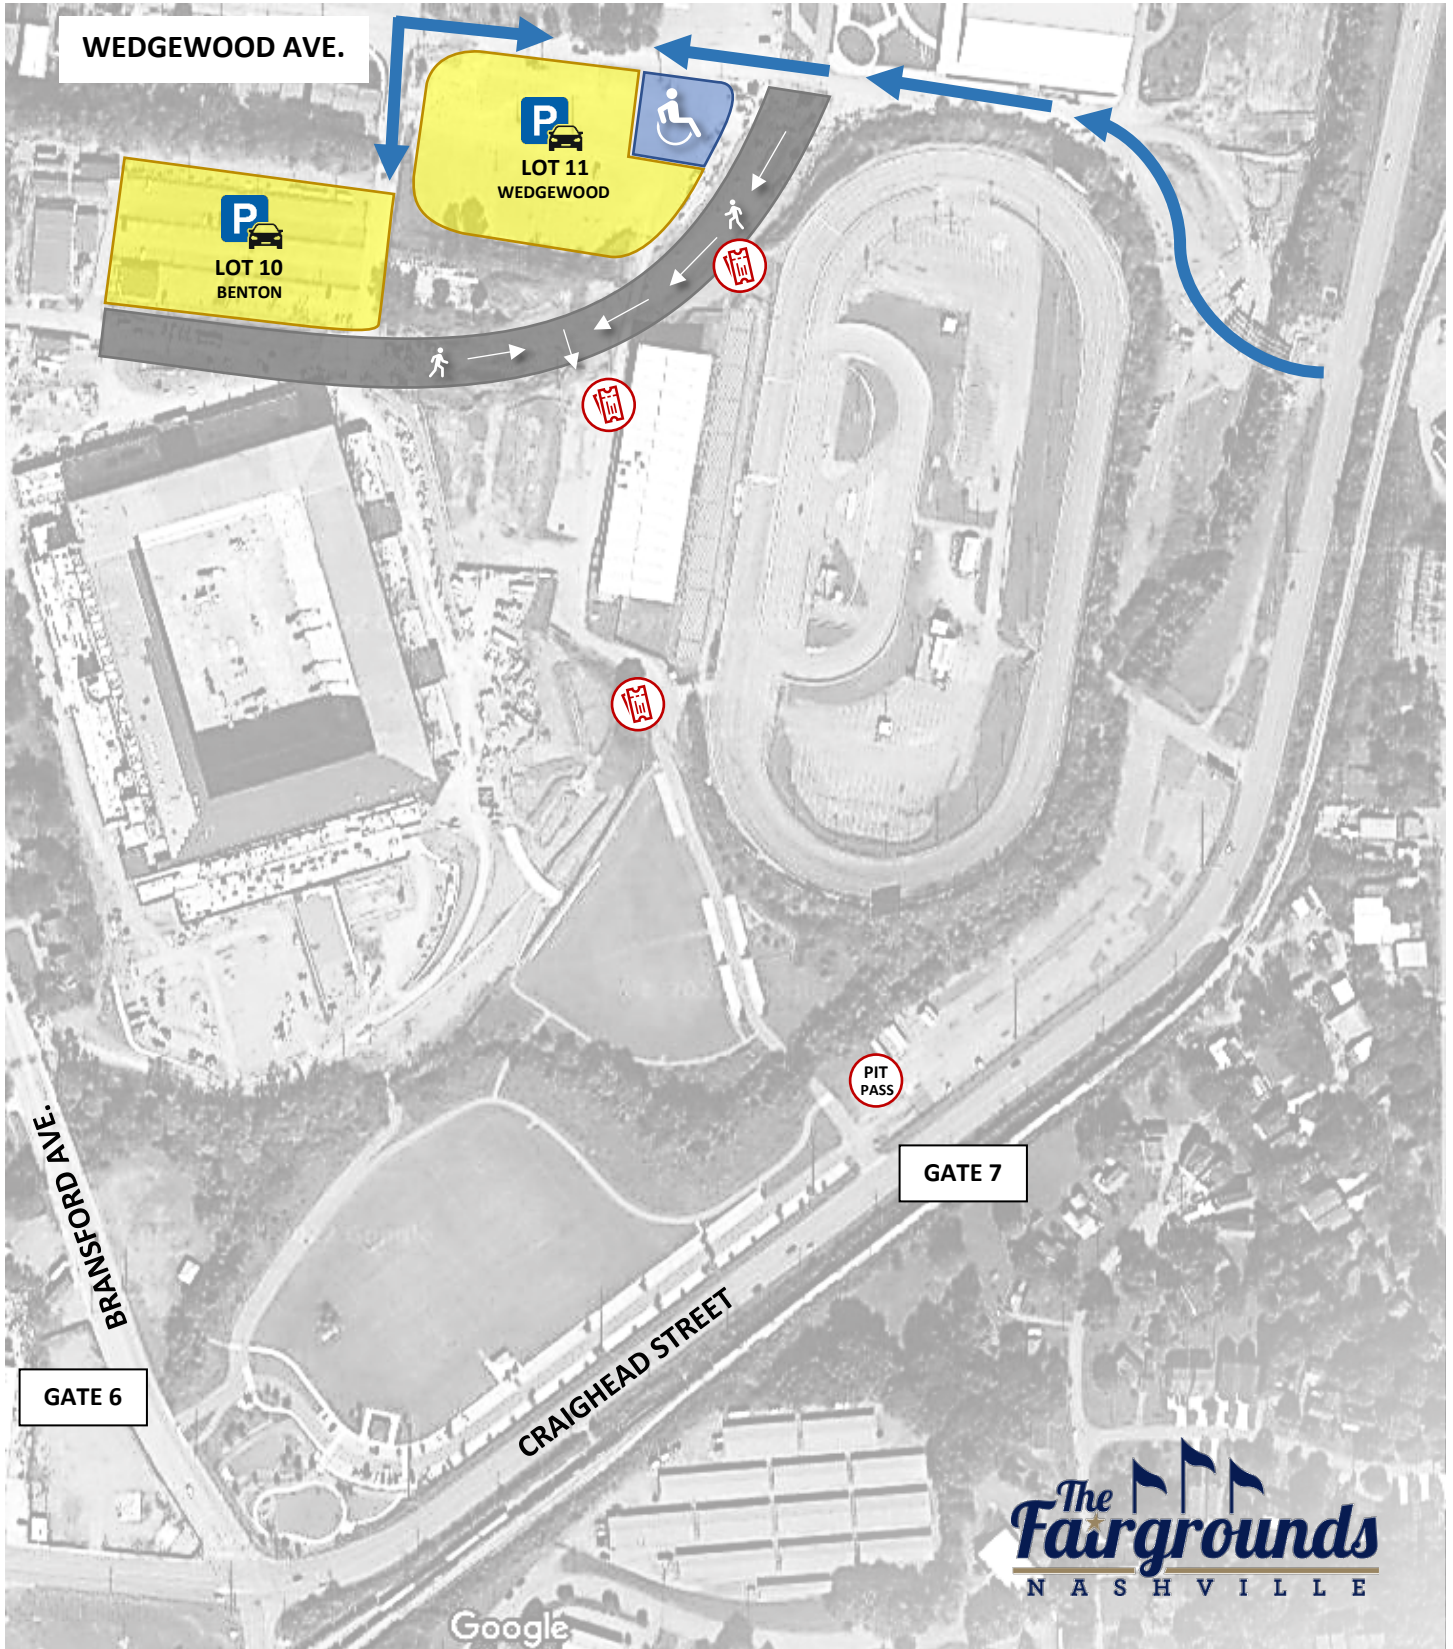 WEDGEWOOD AVE.
P
LOT 11
WEDGEWOOD
P
LOT 10
BENTON
PIT
PASS
GATE 7
BRANSFORD AVE.
CRAIGHEAD STREET
GATE 6
The
Fairgrounds
NASHVILLE
Google